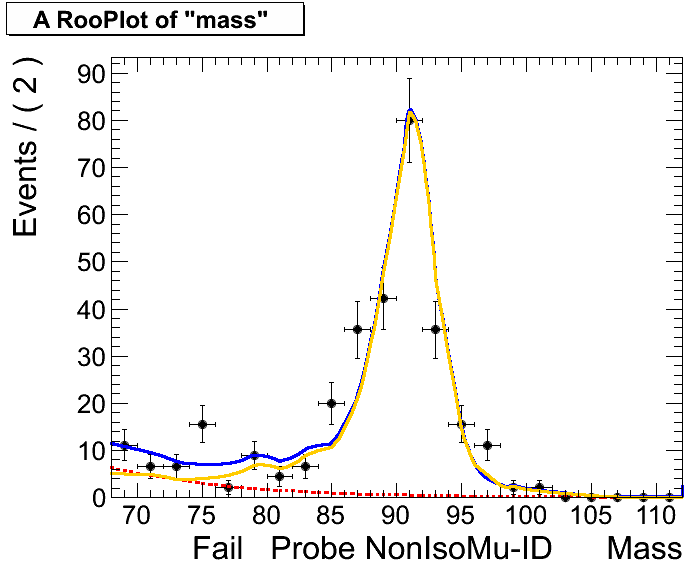 A RooPlot of "mass"
Events / ( 2 )
90
80
70
60
50
40
30
20
10
0
70 75 80 85 90 95 100 105 110
Fail Probe NonIsoMu-ID Mass